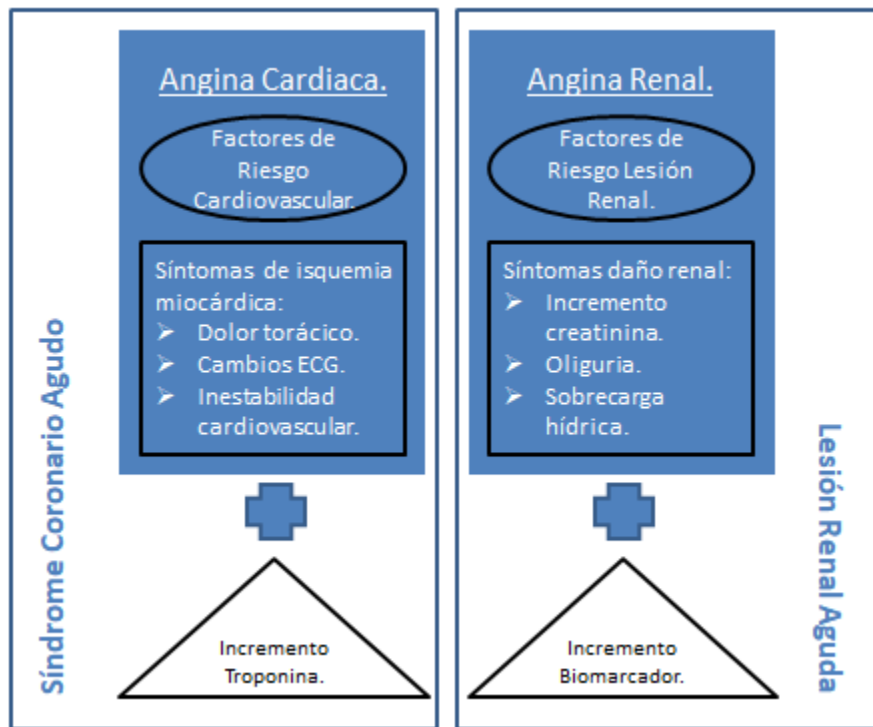 Síndrome Coronario Agudo
Angina Cardiaca.
Factores de
Riesgo
Cardiovascular.
Síntomas de isquemia
miocárdica:
➢ Dolor torácico.
➢ Cambios ECG.
➢ Inestabilidad
cardiovascular.
Incremento
Troponina.
Angina Renal.
Factores de
Riesgo Lesión
Renal.
Síntomas daño renal:
➢ Incremento
creatinina.
➢ Oliguria.
➢ Sobrecarga
hídrica.
Incremento
Biomarcador.
Lesión Renal Aguda